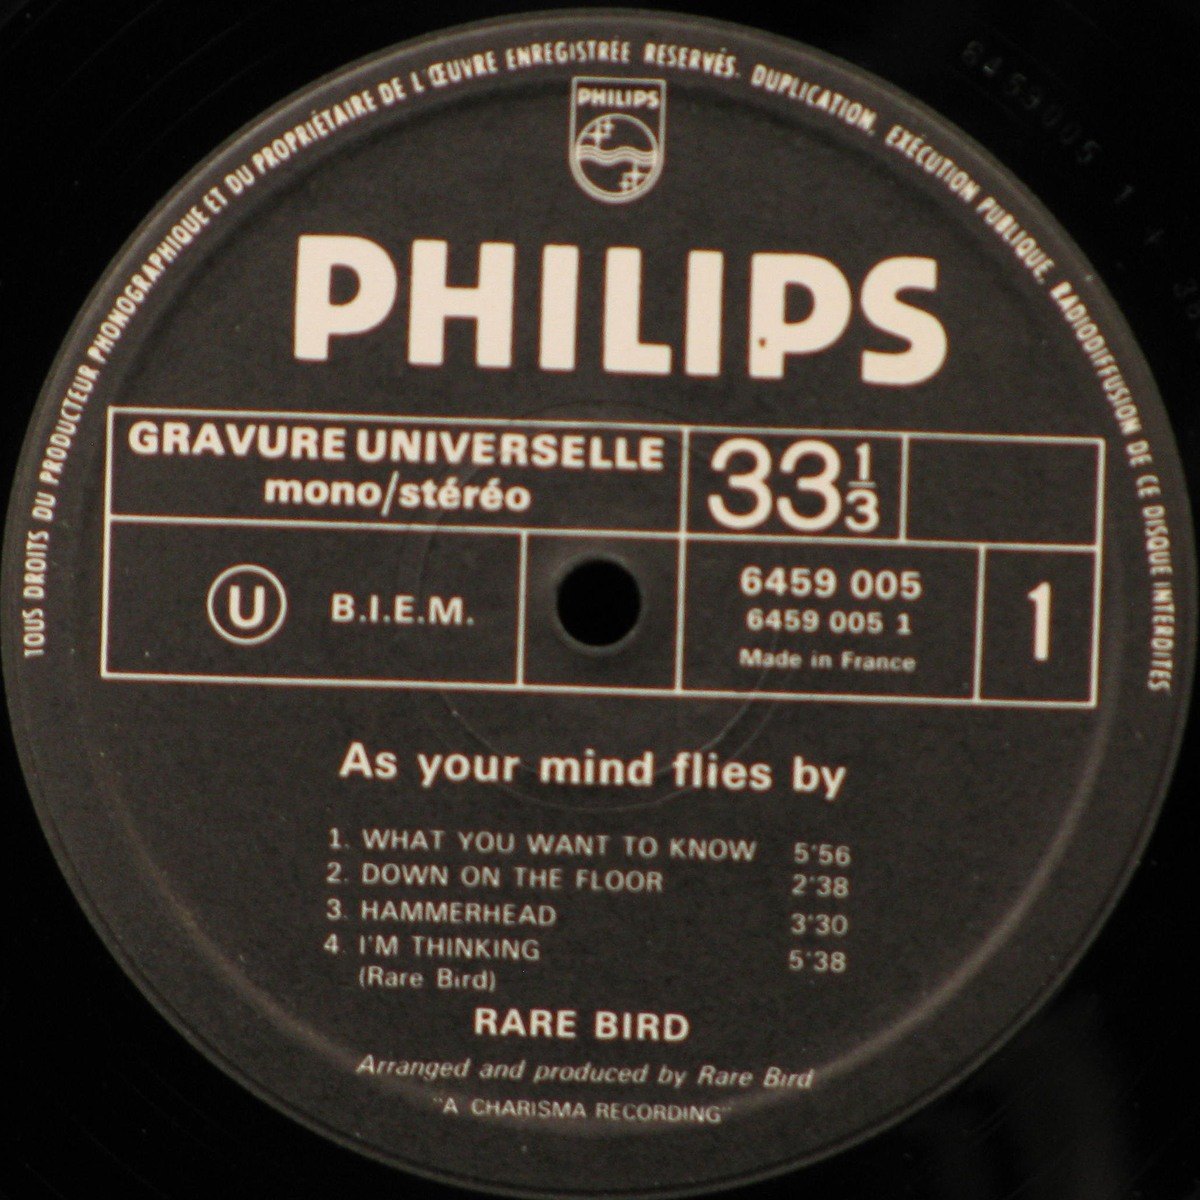 TOUS DROITS DU PRODUCTEUR PHONOGRAPHIQUE ET DU PROPRIÉTAIRE DE L'ŒUVRE ENREGISTRÉE RESERVÉS. DUPLICATION, EXÉCUTION PUBLIQUE, RADIODIFFUSION DE CE DISQUE INTERDITES
PHILIPS
PHILIPS
GRAVURE UNIVERSELLE
mono/stéréo
33 1/3
U B.I.E.M.
6459 005
6459 005 1
Made in France
1
As your mind flies by
1. WHAT YOU WANT TO KNOW 5'56
2. DOWN ON THE FLOOR 2'38
3. HAMMERHEAD 3'30
4. I'M THINKING 5'38
(Rare Bird)
RARE BIRD
Arranged and produced by Rare Bird
"A CHARISMA RECORDING"
6459005 1